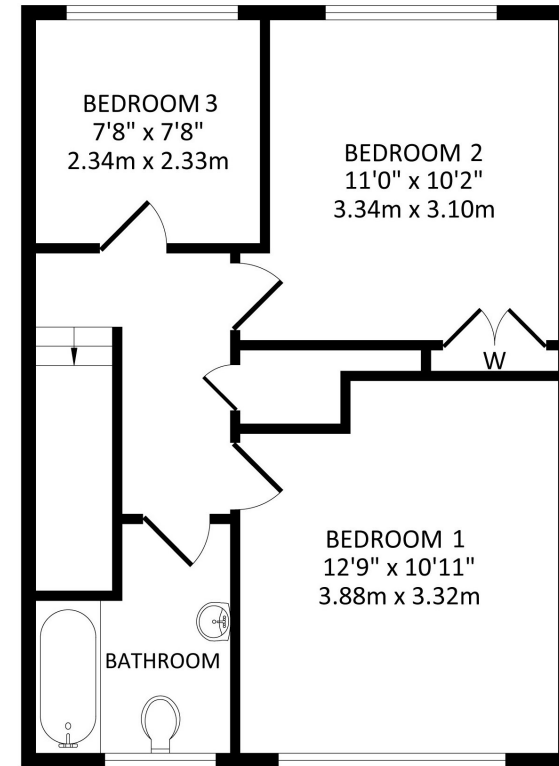 BEDROOM 3
7'8" x 7'8"
2.34m x 2.33m
BEDROOM 2
11'0" x 10'2"
3.34m x 3.10m
W
BEDROOM 1
12'9" x 10'11"
3.88m x 3.32m
BATHROOM